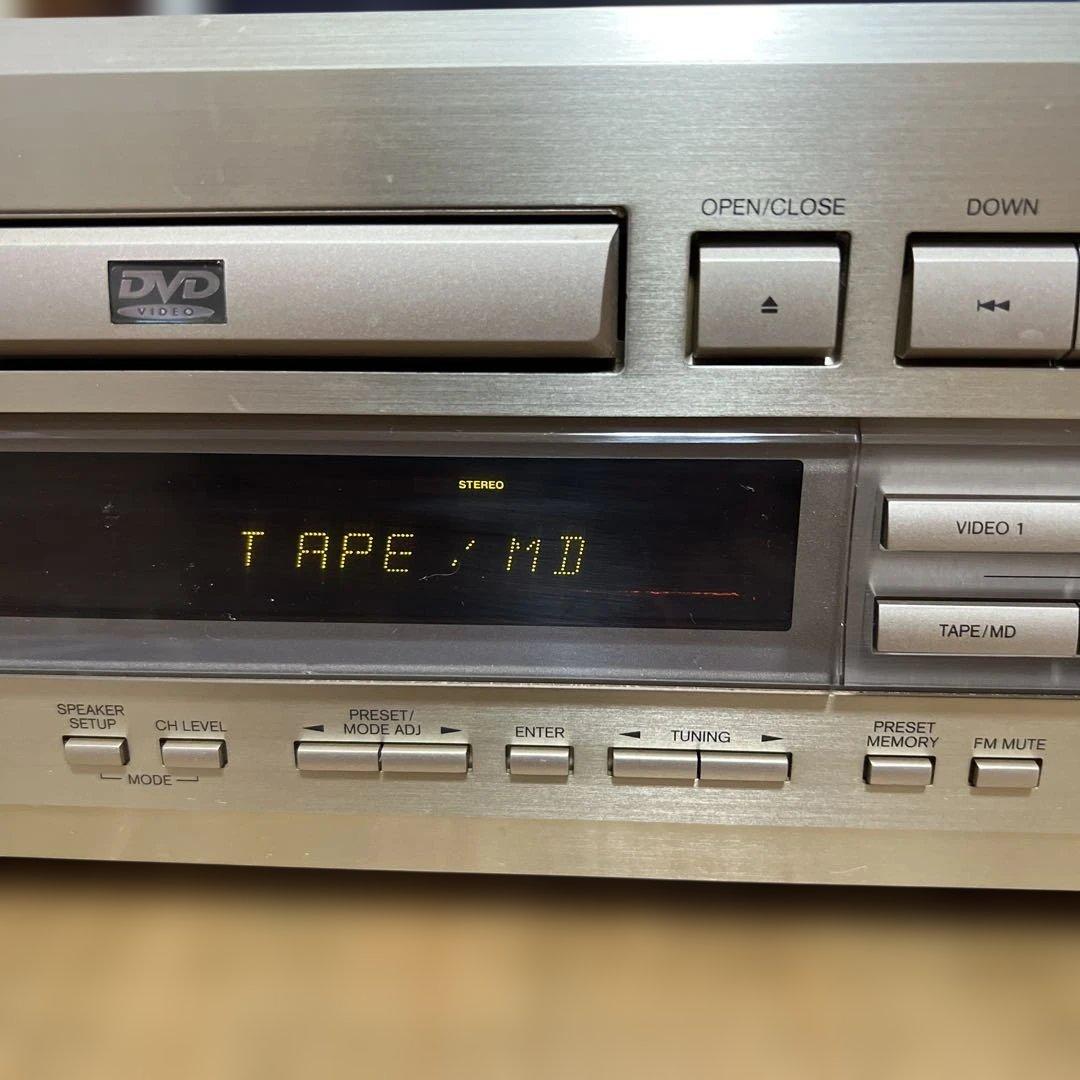 OPEN/CLOSE
DOWN
DVD
VIDEO
STEREO
TAPE/MD
VIDEO 1
TAPE/MD
SPEAKER
SETUP
CH LEVEL
MODE
PRESET/
MODE ADJ
ENTER
TUNING
PRESET
MEMORY
FM MUTE